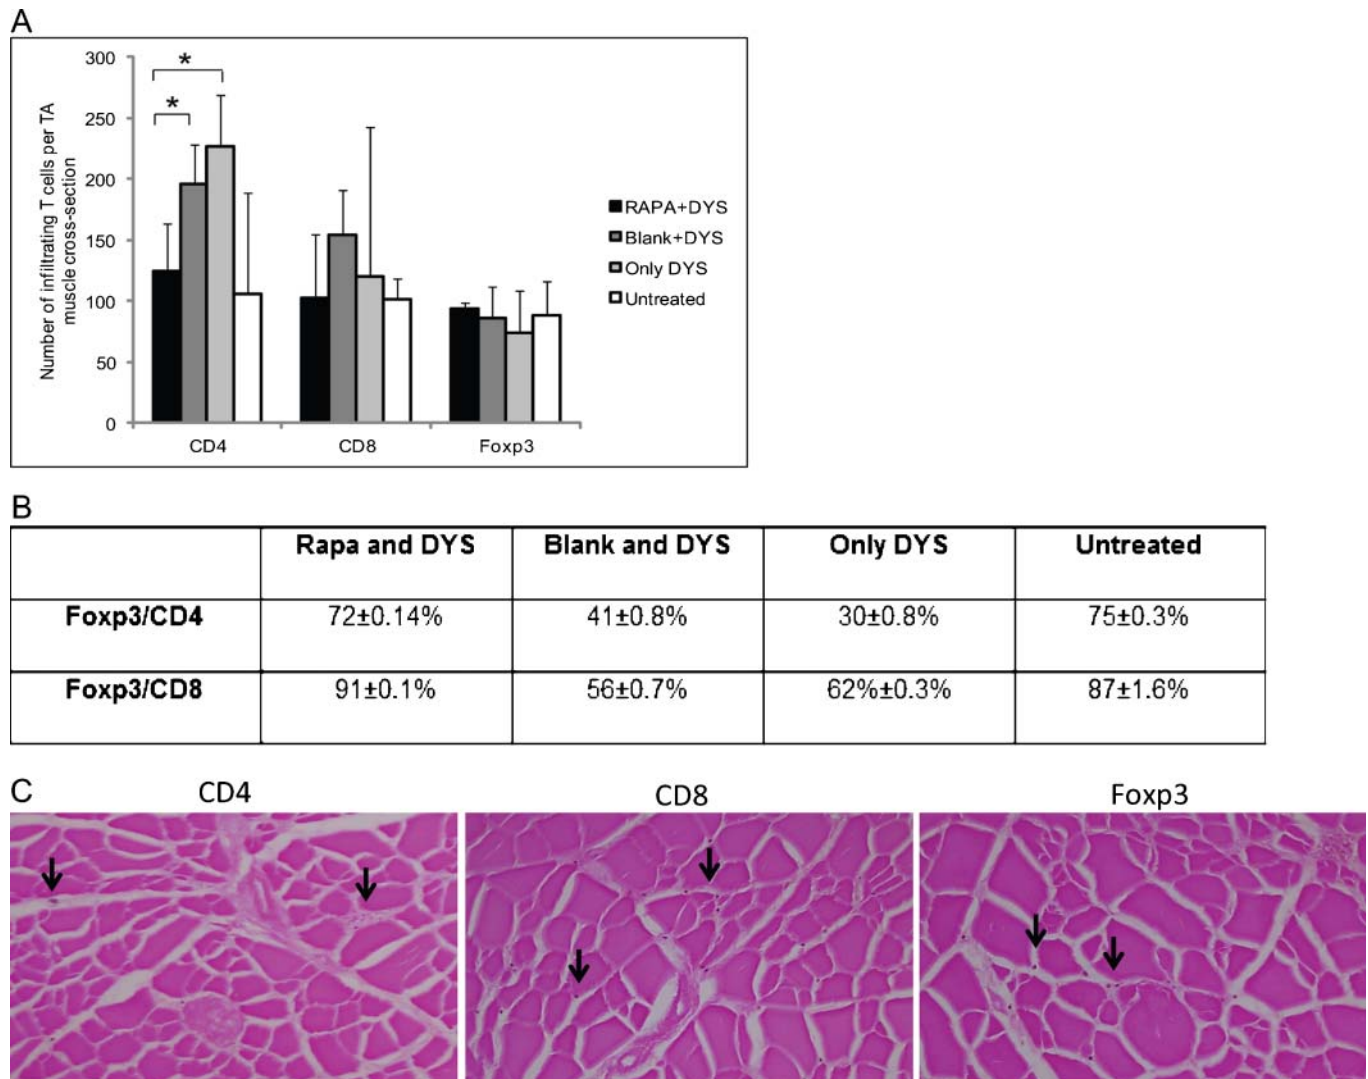 A
300
250
200
150
100
50
0
Number of infiltrating T cells per TA
muscle cross-section
*
*
CD4
CD8
Foxp3
RAPA+DYS
Blank+DYS
Only DYS
Untreated
B
Rapa and DYS Blank and DYS Only DYS Untreated
Foxp3/CD4 72±0.14% 41±0.8% 30±0.8% 75±0.3%
Foxp3/CD8 91±0.1% 56±0.7% 62%±0.3% 87±1.6%
C
CD4 CD8 Foxp3